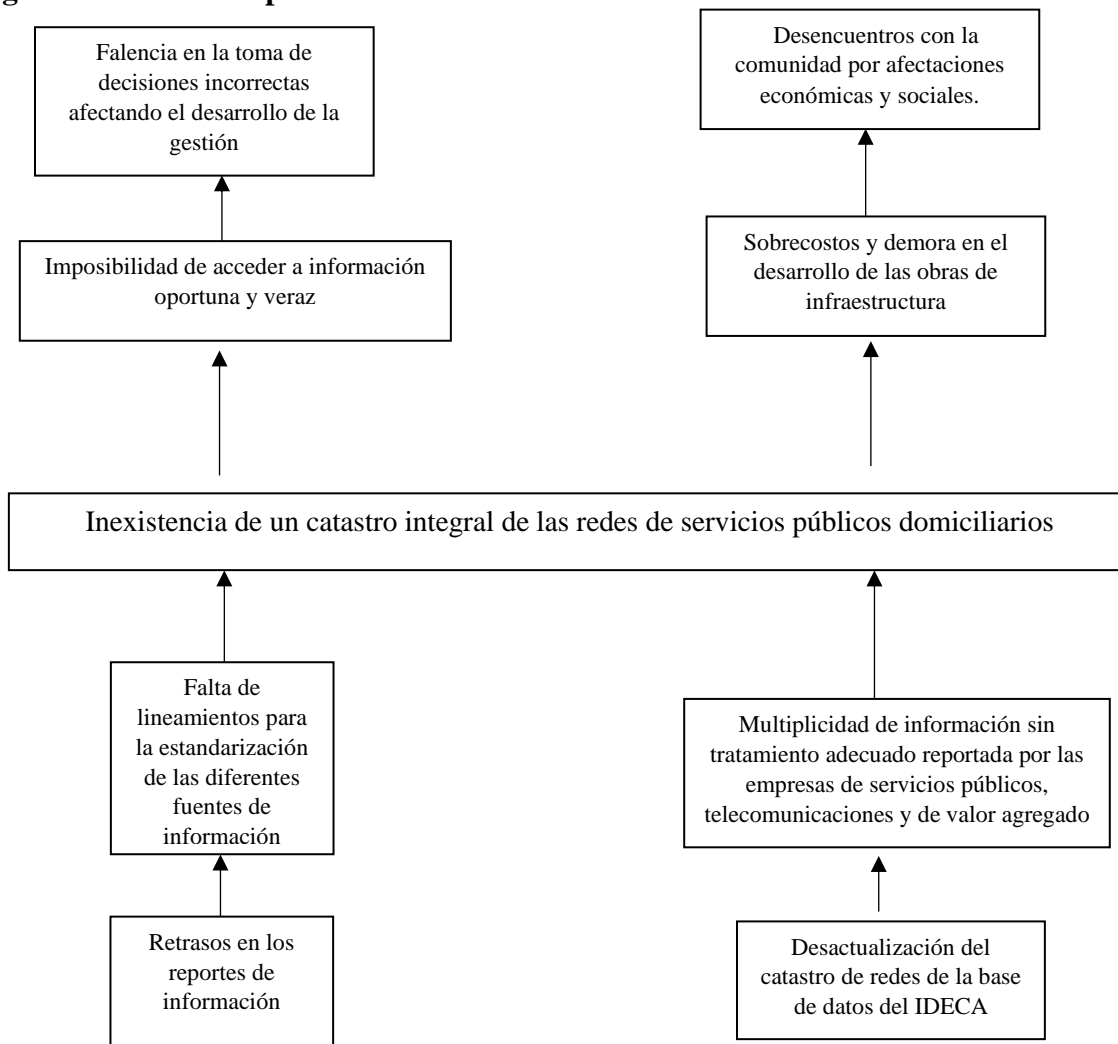 Falencia en la toma de
decisiones incorrectas
afectando el desarrollo de la
gestión
Desencuentros con la
comunidad por afectaciones
económicas y sociales.
Imposibilidad de acceder a información
oportuna y veraz
Sobrecostos y demora en el
desarrollo de las obras de
infraestructura
Inexistencia de un catastro integral de las redes de servicios públicos domiciliarios
Falta de
lineamientos para
la estandarización
de las diferentes
fuentes de
información
Multiplicidad de información sin
tratamiento adecuado reportada por las
empresas de servicios públicos,
telecomunicaciones y de valor agregado
Retrasos en los
reportes de
información
Desactualización del
catastro de redes de la base
de datos del IDECA